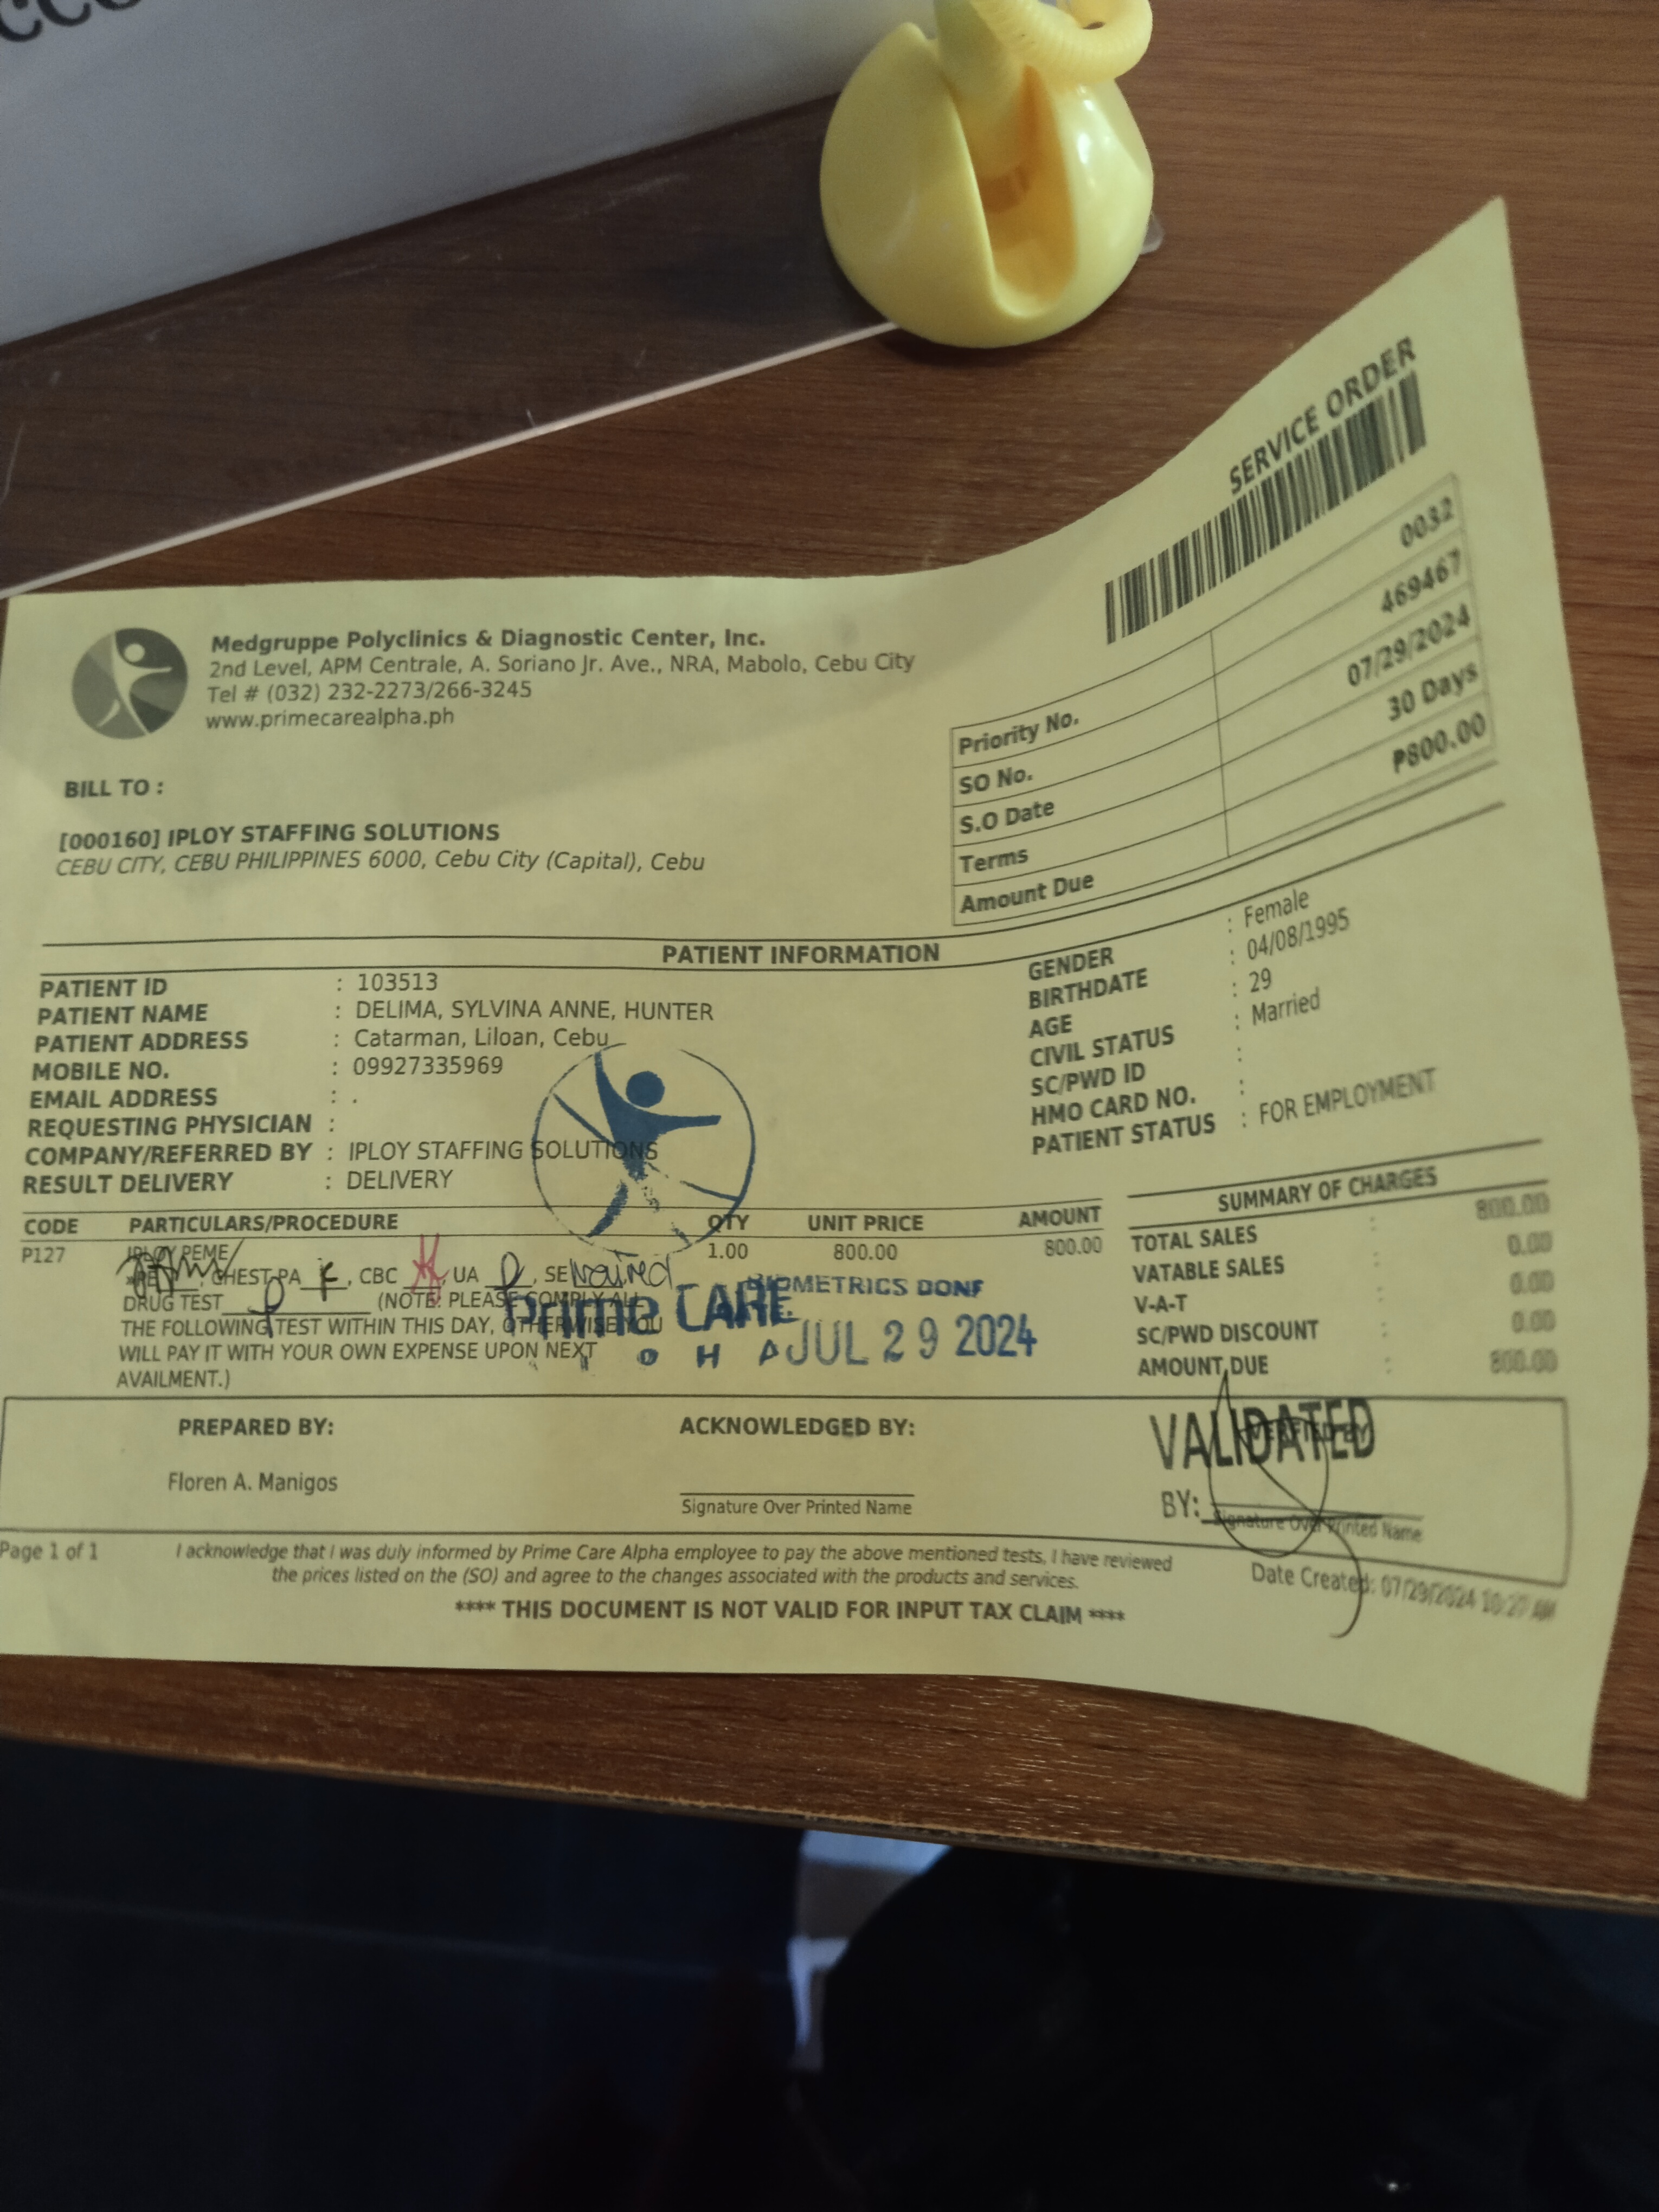 SERVICE ORDER
Medgruppe Polyclinics & Diagnostic Center, Inc.
2nd Level, APM Centrale, A. Soriano Jr. Ave., NRA, Mabolo, Cebu City
Tel # (032) 232-2273/266-3245
www.primecarealpha.ph
Priority No. 0032
SO No. 469467
S.O Date 07/29/2024
Terms 30 Days
Amount Due ₱800.00
BILL TO :
[000160] IPLOY STAFFING SOLUTIONS
CEBU CITY, CEBU PHILIPPINES 6000, Cebu City (Capital), Cebu
PATIENT INFORMATION
PATIENT ID : 103513
PATIENT NAME : DELIMA, SYLVINA ANNE, HUNTER
PATIENT ADDRESS : Catarman, Liloan, Cebu
MOBILE NO. : 09927335969
EMAIL ADDRESS : .
REQUESTING PHYSICIAN :
COMPANY/REFERRED BY : IPLOY STAFFING SOLUTIONS
RESULT DELIVERY : DELIVERY
GENDER : Female
BIRTHDATE : 04/08/1995
AGE : 29
CIVIL STATUS : Married
SC/PWD ID :
HMO CARD NO. :
PATIENT STATUS : FOR EMPLOYMENT
CODE PARTICULARS/PROCEDURE QTY UNIT PRICE AMOUNT
P127 IPLOY PEME 1.00 800.00 800.00
, CHEST PA , CBC , UA , SE waived
DRUG TEST (NOTE: PLEASE COMPLY ALL
THE FOLLOWING TEST WITHIN THIS DAY, OTHERWISE YOU
WILL PAY IT WITH YOUR OWN EXPENSE UPON NEXT
AVAILMENT.)
Prime CARE
BIOMETRICS DONE
JUL 29 2024
SUMMARY OF CHARGES
TOTAL SALES : 800.00
VATABLE SALES : 0.00
V-A-T : 0.00
SC/PWD DISCOUNT : 0.00
AMOUNT DUE : 800.00
PREPARED BY:
Floren A. Manigos
ACKNOWLEDGED BY:
Signature Over Printed Name
VERIFIED BY
VALIDATED
BY:
Signature Over Printed Name
Page 1 of 1
I acknowledge that I was duly informed by Prime Care Alpha employee to pay the above mentioned tests, I have reviewed
the prices listed on the (SO) and agree to the changes associated with the products and services.
Date Created: 07/29/2024 10:27 AM
**** THIS DOCUMENT IS NOT VALID FOR INPUT TAX CLAIM ****